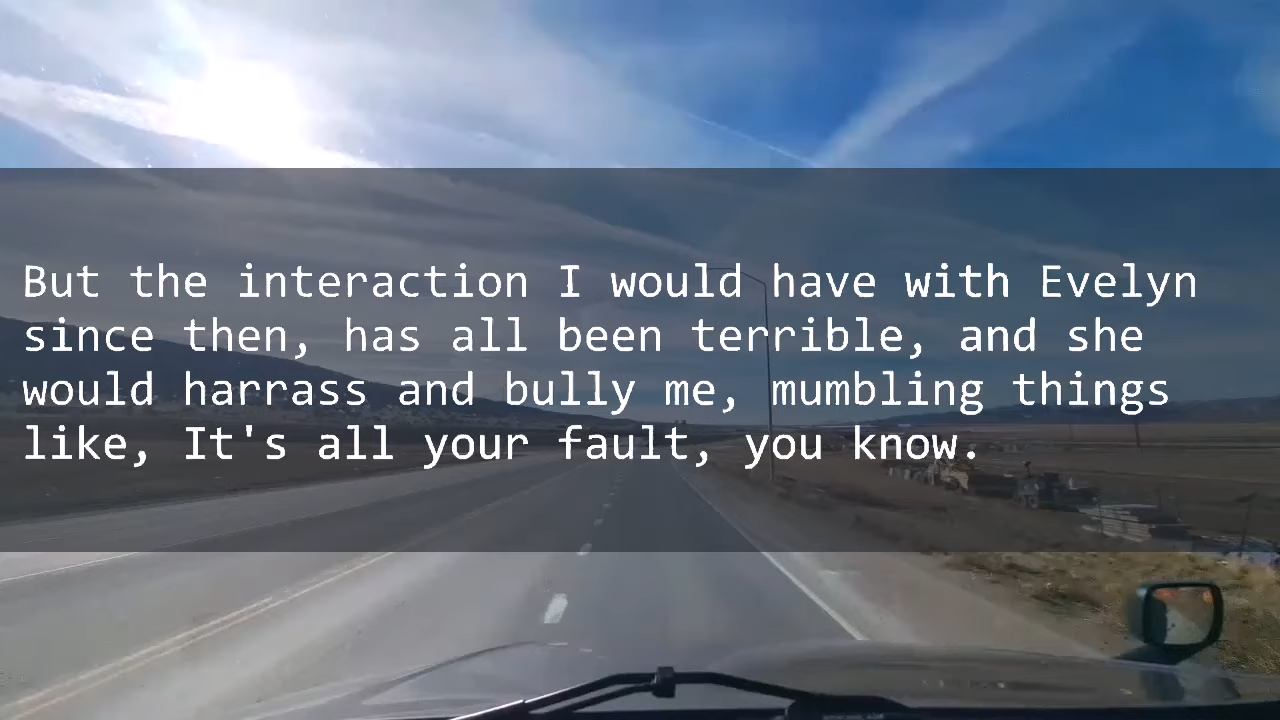 But the interaction I would have with Evelyn
since then, has all been terrible, and she
would harrass and bully me, mumbling things
like, It's all your fault, you know.